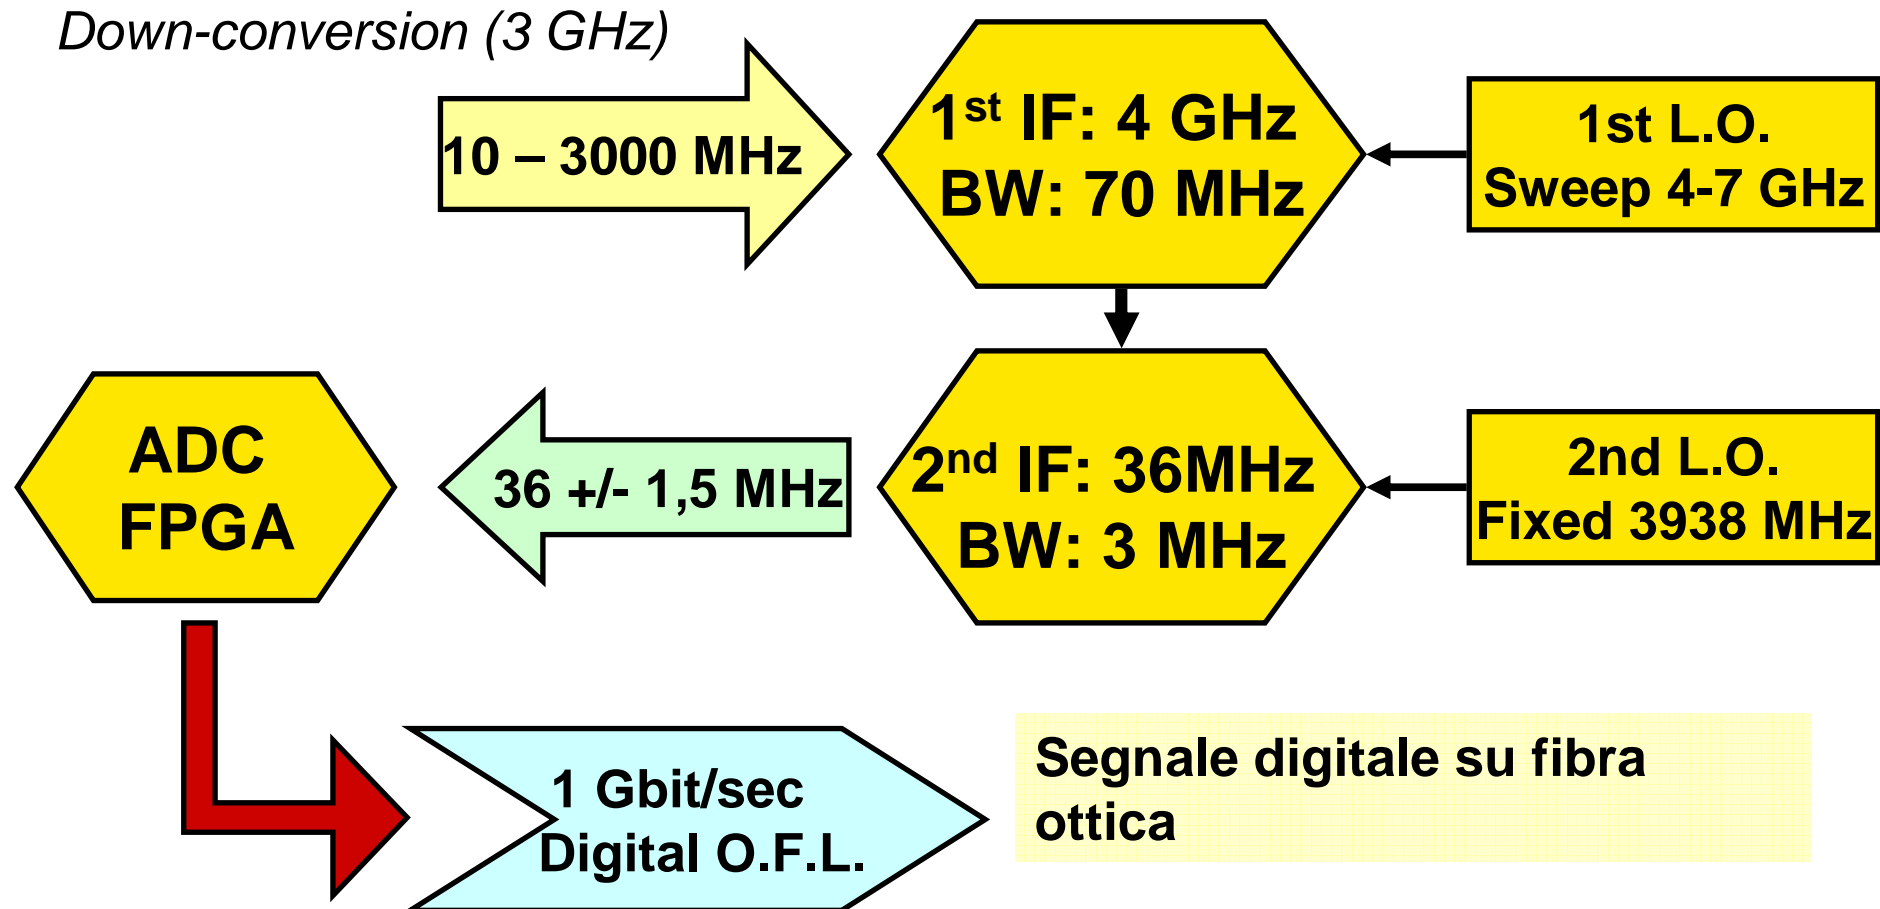 Down-conversion (3 GHz)
10 – 3000 MHz
1st IF: 4 GHz
BW: 70 MHz
1st L.O.
Sweep 4-7 GHz
ADC
FPGA
36 +/- 1,5 MHz
2nd IF: 36MHz
BW: 3 MHz
2nd L.O.
Fixed 3938 MHz
1 Gbit/sec
Digital O.F.L.
Segnale digitale su fibra
ottica